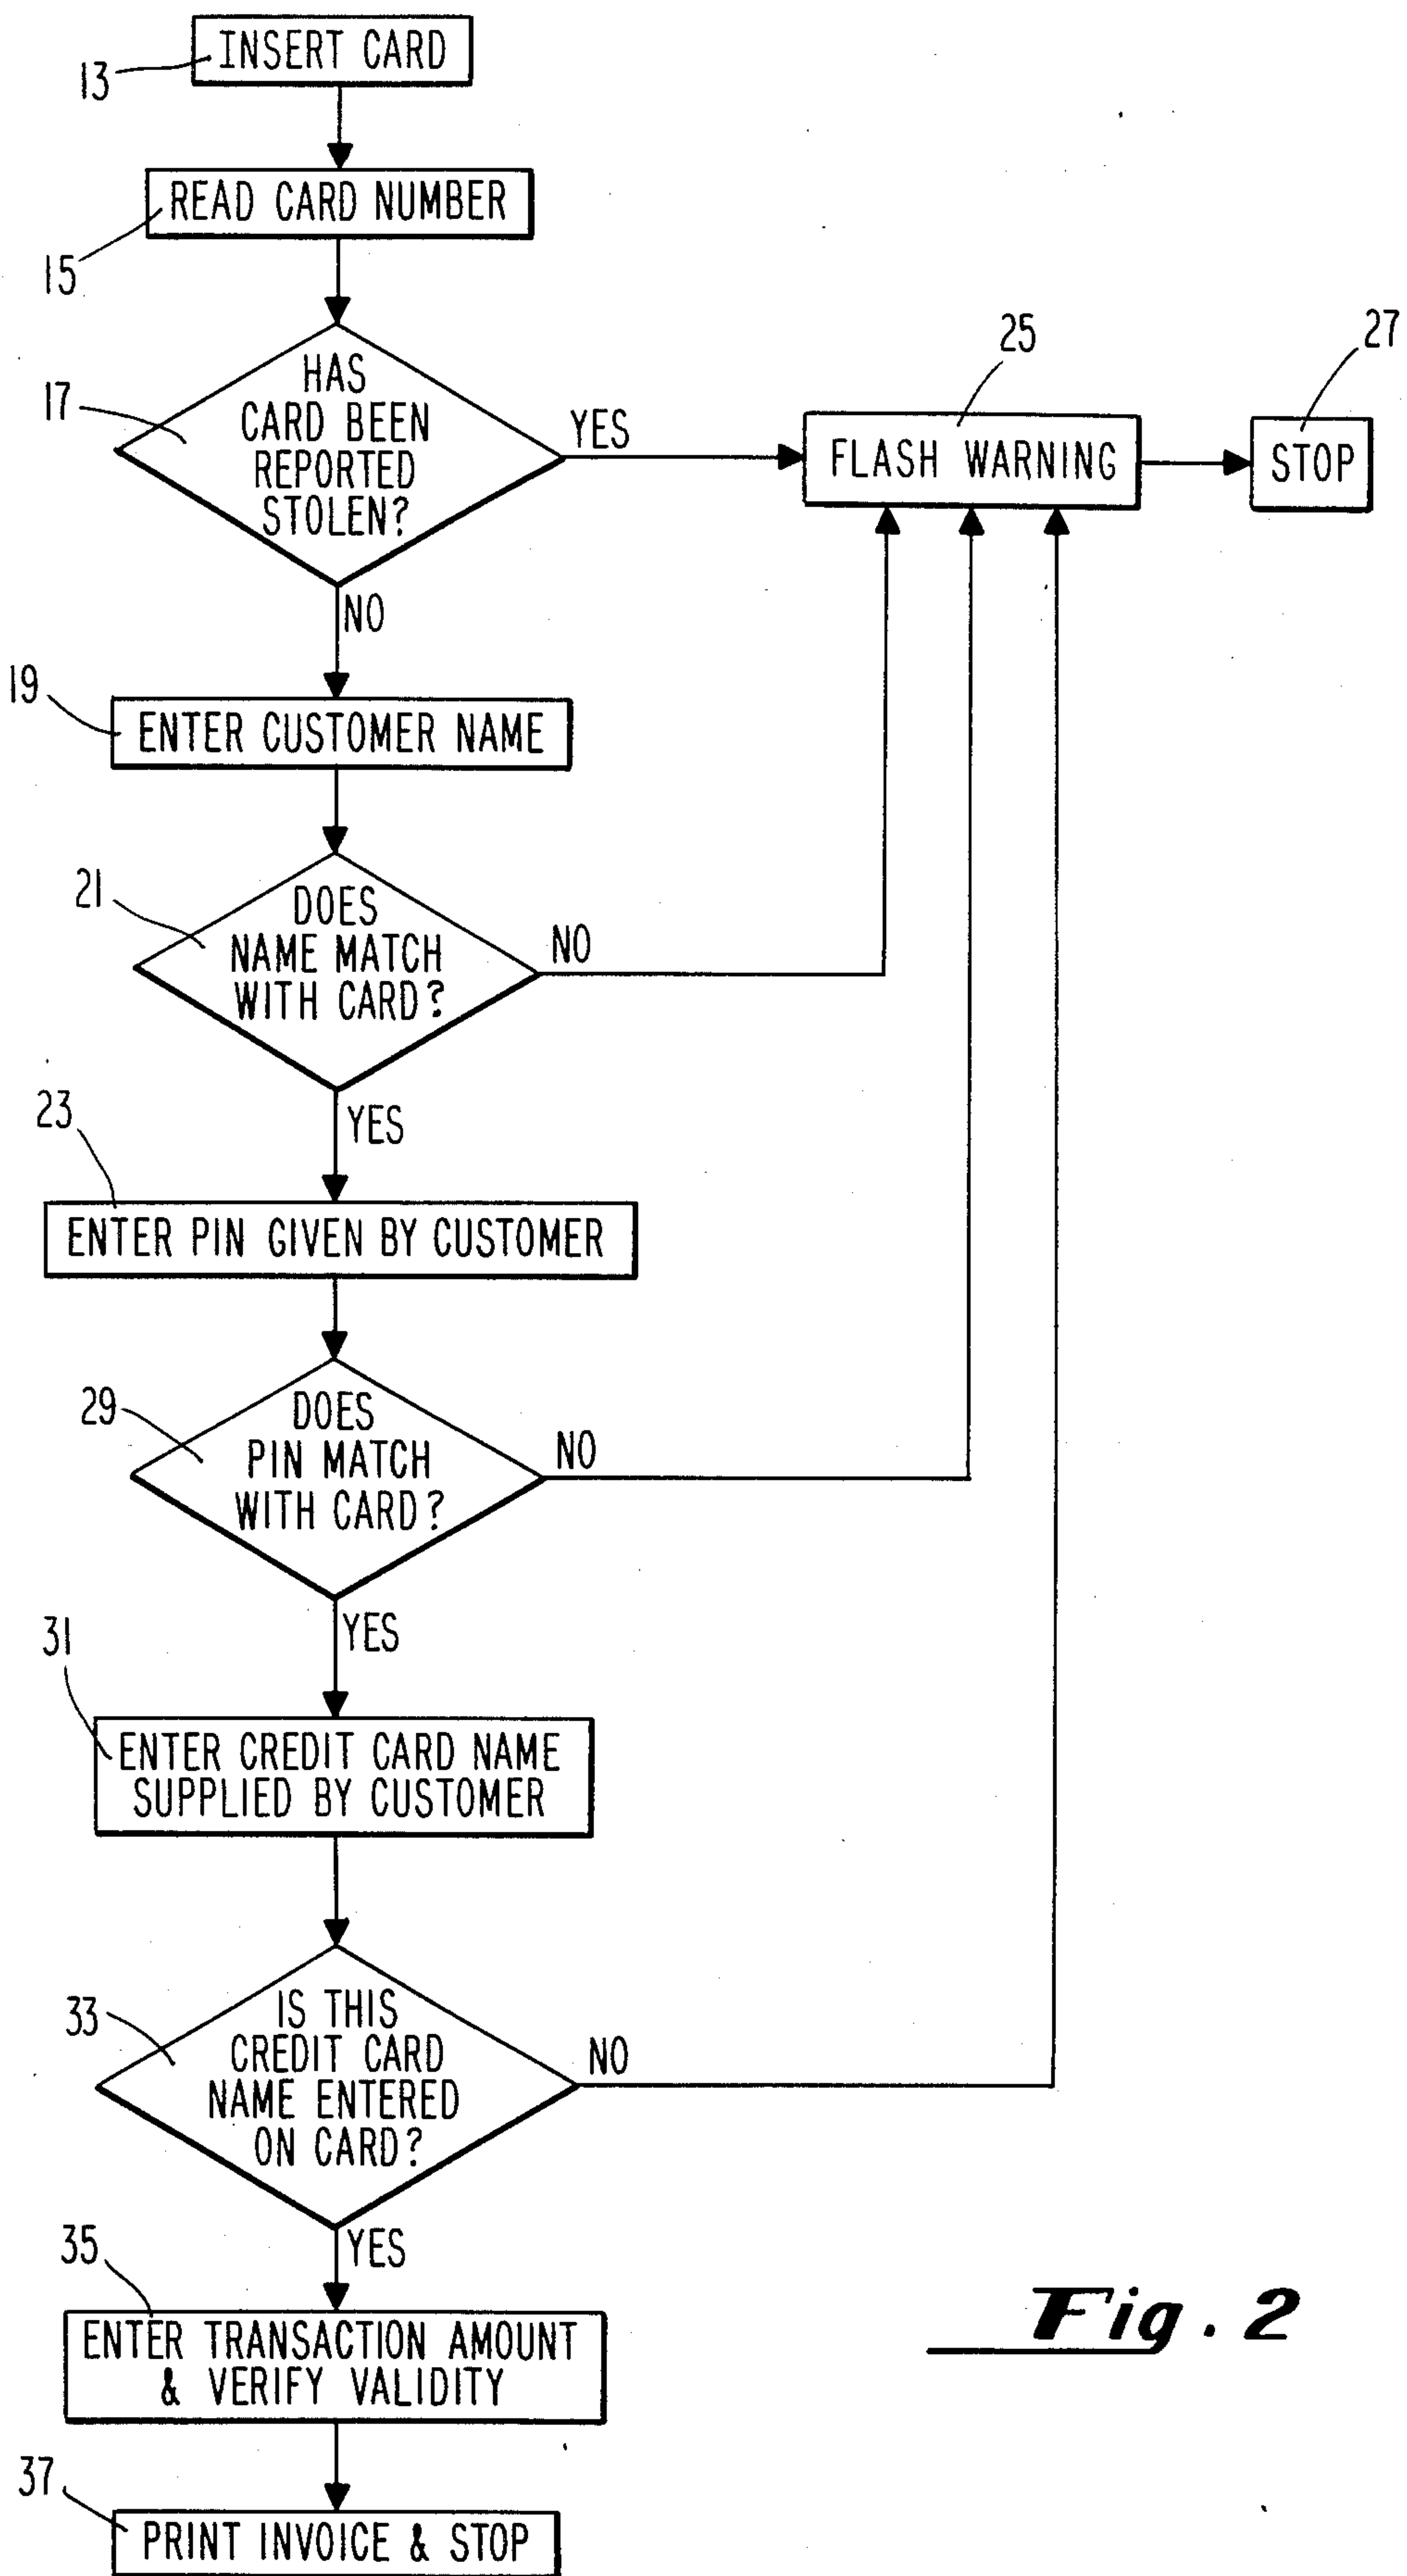 INSERT CARD
13
READ CARD NUMBER
15
HAS
CARD BEEN
REPORTED
STOLEN?
17
YES
25
FLASH WARNING
27
STOP
NO
19
ENTER CUSTOMER NAME
21
DOES
NAME MATCH
WITH CARD?
NO
YES
23
ENTER PIN GIVEN BY CUSTOMER
29
DOES
PIN MATCH
WITH CARD?
NO
YES
31
ENTER CREDIT CARD NAME
SUPPLIED BY CUSTOMER
33
IS THIS
CREDIT CARD
NAME ENTERED
ON CARD?
NO
YES
35
ENTER TRANSACTION AMOUNT
& VERIFY VALIDITY
37
PRINT INVOICE & STOP
Fig. 2